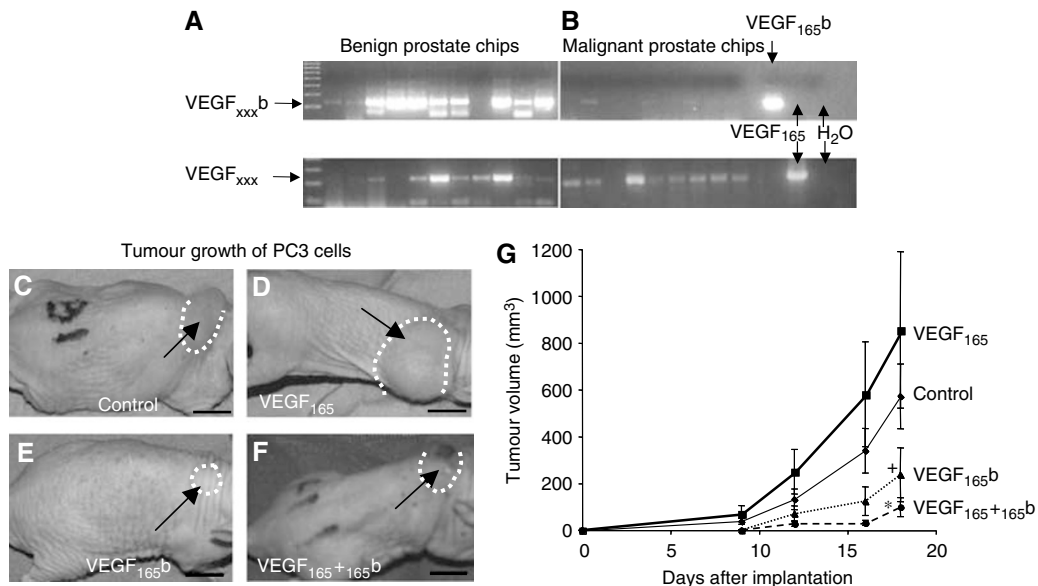 A
B
VEGF165b
Benign prostate chips
Malignant prostate chips
VEGFxxxb
VEGF165
H2O
VEGFxxx
Tumour growth of PC3 cells
C
Control
D
VEGF165
E
VEGF165b
F
VEGF165+165b
G
Tumour volume (mm3)
1200
1000
800
600
400
200
0
VEGF165
Control
+
VEGF165b
*
VEGF165+165b
0
5
10
15
20
Days after implantation